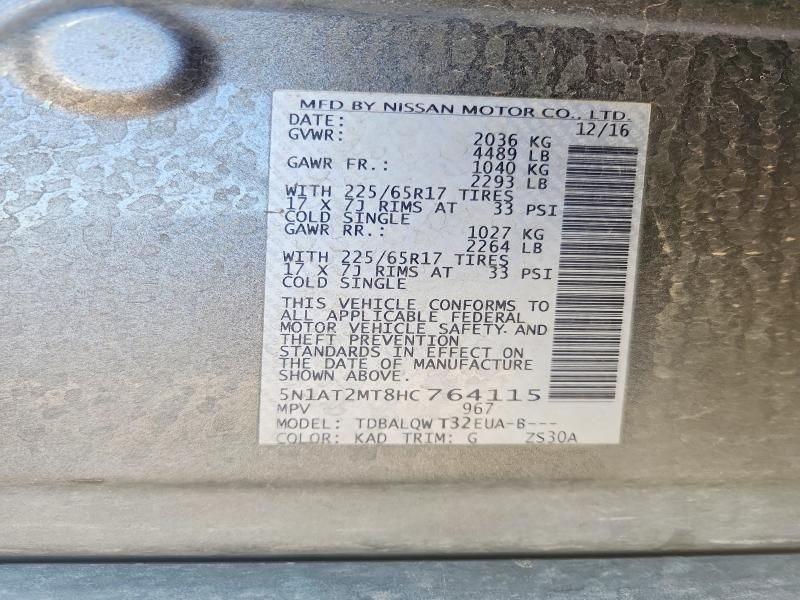 MFD BY NISSAN MOTOR CO., LTD.
DATE: 12/16
GVWR: 2036 KG
4489 LB
GAWR FR.: 1040 KG
2293 LB
WITH 225/65R17 TIRES
17 X 7J RIMS AT 33 PSI
COLD SINGLE
GAWR RR.: 1027 KG
2264 LB
WITH 225/65R17 TIRES
17 X 7J RIMS AT 33 PSI
COLD SINGLE
THIS VEHICLE CONFORMS TO
ALL APPLICABLE FEDERAL
MOTOR VEHICLE SAFETY AND
THEFT PREVENTION
STANDARDS IN EFFECT ON
THE DATE OF MANUFACTURE
SHOWN ABOVE.
5N1AT2MT8HC764115
MPV 967
MODEL: TDBALQW T32EUA-B---
COLOR: KAD TRIM: G ZS30A